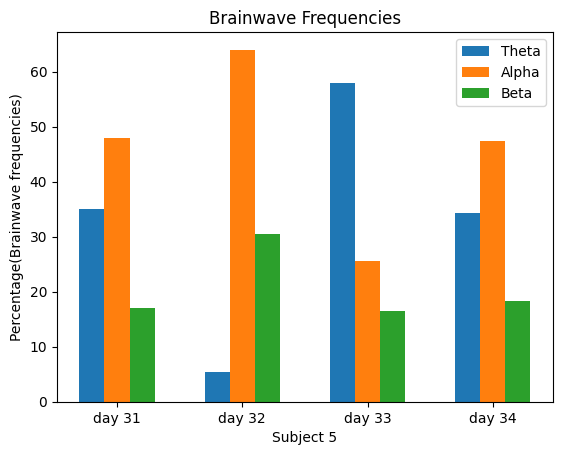 Brainwave Frequencies
Theta
Alpha
Beta
Percentage(Brainwave frequencies)
60
50
40
30
20
10
0
day 31 day 32 day 33 day 34
Subject 5